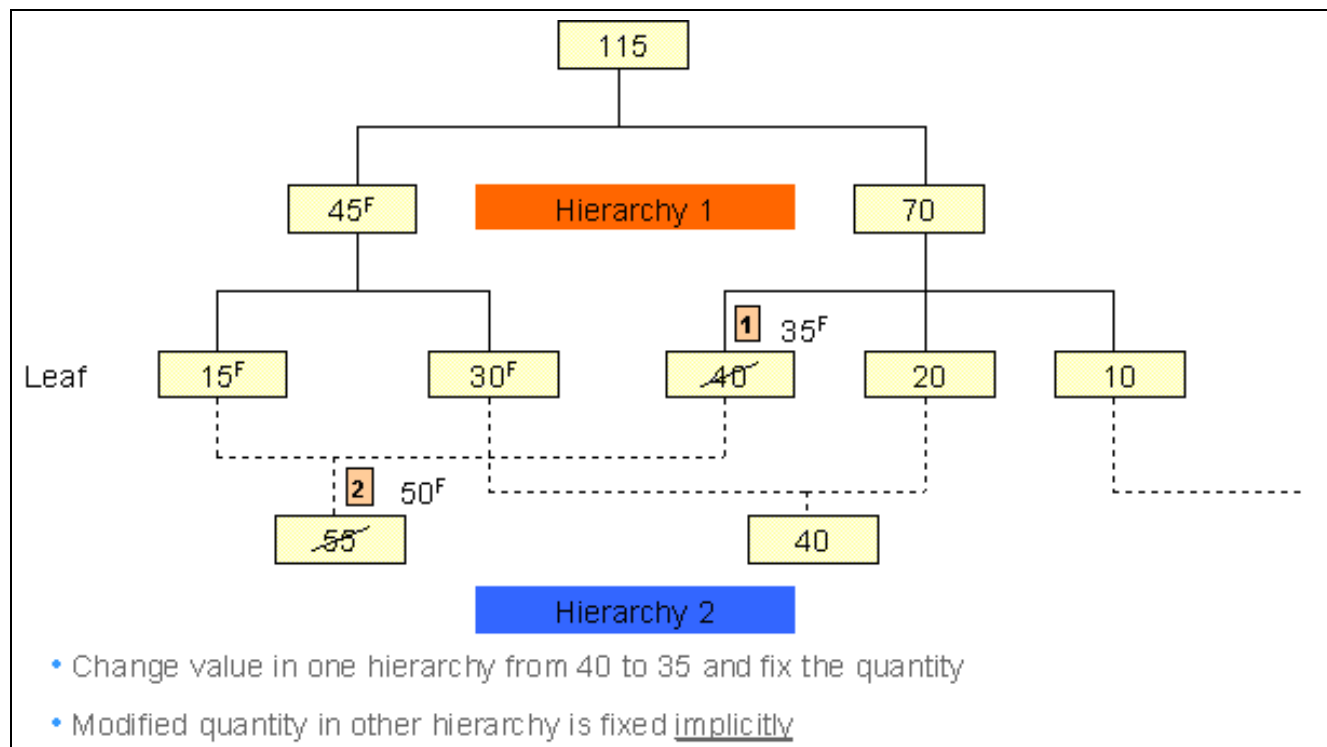 115
45F Hierarchy 1 70
1 35F
Leaf 15F 30F 40 20 10
2 50F
55 40
Hierarchy 2
• Change value in one hierarchy from 40 to 35 and fix the quantity
• Modified quantity in other hierarchy is fixed implicitly